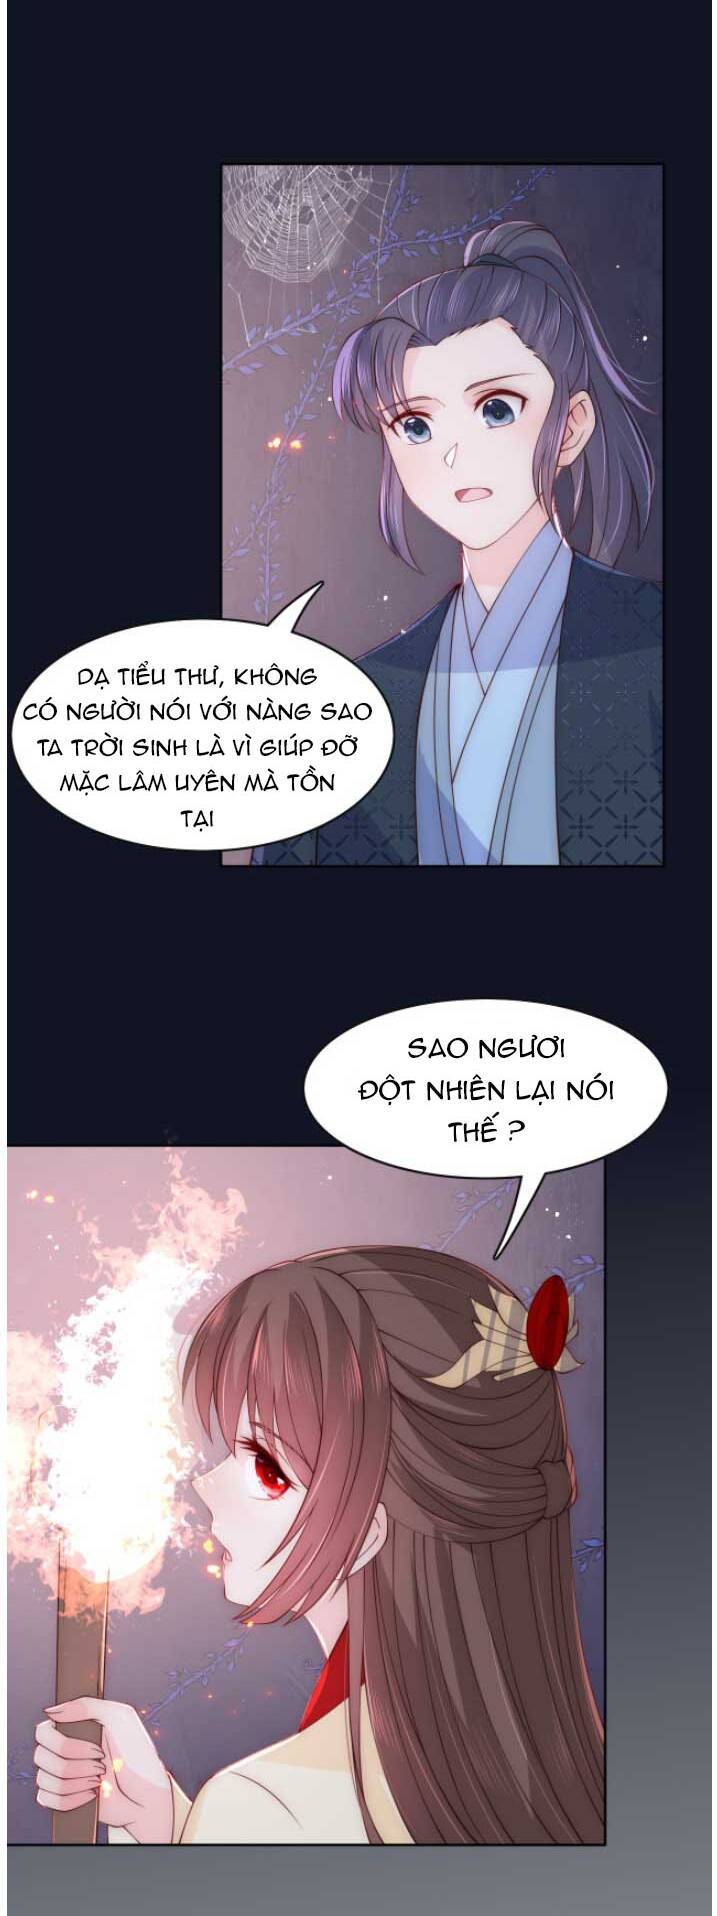 DẠ TIỂU THƯ, KHÔNG
CÓ NGƯỜI NÓI VỚI NÀNG SAO
TA TRỜI SINH LÀ VÌ GIÚP ĐỠ
MẶC LÂM UYÊN MÀ TỒN
TẠI
SAO NGƯƠI
ĐỘT NHIÊN LẠI NÓI
THẾ ?